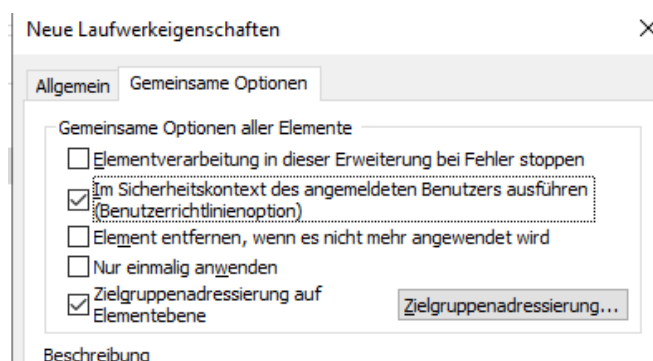 Neue Laufwerkeigenschaften
Allgemein Gemeinsame Optionen
Gemeinsame Optionen aller Elemente
Elementverarbeitung in dieser Erweiterung bei Fehler stoppen
Im Sicherheitskontext des angemeldeten Benutzers ausführen
(Benutzerrichtlinienoption)
Element entfernen, wenn es nicht mehr angewendet wird
Nur einmalig anwenden
Zielgruppenadressierung auf
Elementebene
Zielgruppenadressierung...
Beschreibung